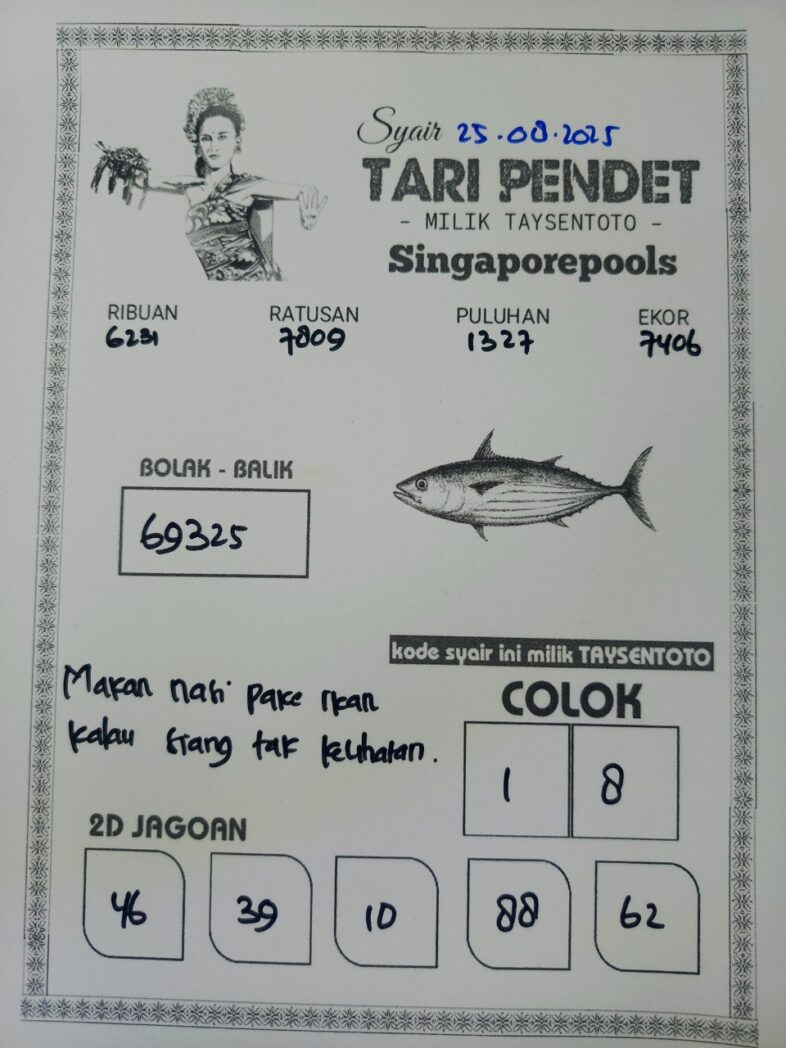 Syair 25.08.2025
TARI PENDET
- MILIK TAYSENTOTO -
Singaporepools
RIBUAN RATUSAN PULUHAN EKOR
6231 7809 1327 7406
BOLAK - BALIK
69325
kode syair ini milik TAYSENTOTO
Makan nasi pake ikan
kalau siang tak kelihatan.
COLOK
1 8
2D JAGOAN
46 39 10 88 62